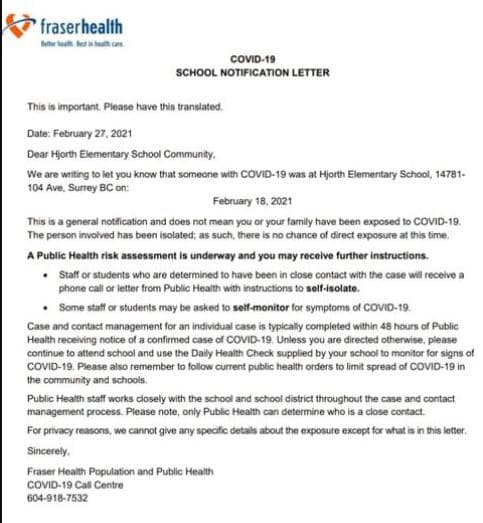 fraserhealth
Better health. Best in health care.
COVID-19
SCHOOL NOTIFICATION LETTER
This is important. Please have this translated.
Date: February 27, 2021
Dear Hjorth Elementary School Community,
We are writing to let you know that someone with COVID-19 was at Hjorth Elementary School, 14781-
104 Ave, Surrey BC on:
February 18, 2021
This is a general notification and does not mean you or your family have been exposed to COVID-19.
The person involved has been isolated; as such, there is no chance of direct exposure at this time.
A Public Health risk assessment is underway and you may receive further instructions.
• Staff or students who are determined to have been in close contact with the case will receive a
phone call or letter from Public Health with instructions to self-isolate.
• Some staff or students may be asked to self-monitor for symptoms of COVID-19.
Case and contact management for an individual case is typically completed within 48 hours of Public
Health receiving notice of a confirmed case of COVID-19. Unless you are directed otherwise, please
continue to attend school and use the Daily Health Check supplied by your school to monitor for signs of
COVID-19. Please also remember to follow current public health orders to limit spread of COVID-19 in
the community and schools.
Public Health staff works closely with the school and school district throughout the case and contact
management process. Please note, only Public Health can determine who is a close contact.
For privacy reasons, we cannot give any specific details about the exposure except for what is in this letter.
Sincerely,
Fraser Health Population and Public Health
COVID-19 Call Centre
604-918-7532